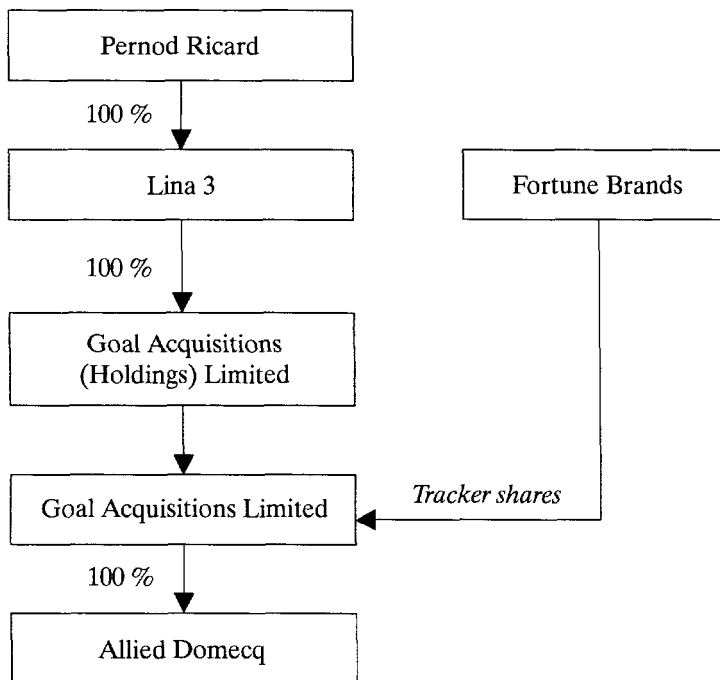 Pernod Ricard
100 %
Lina 3
Fortune Brands
100 %
Goal Acquisitions
(Holdings) Limited
Goal Acquisitions Limited
Tracker shares
100 %
Allied Domecq